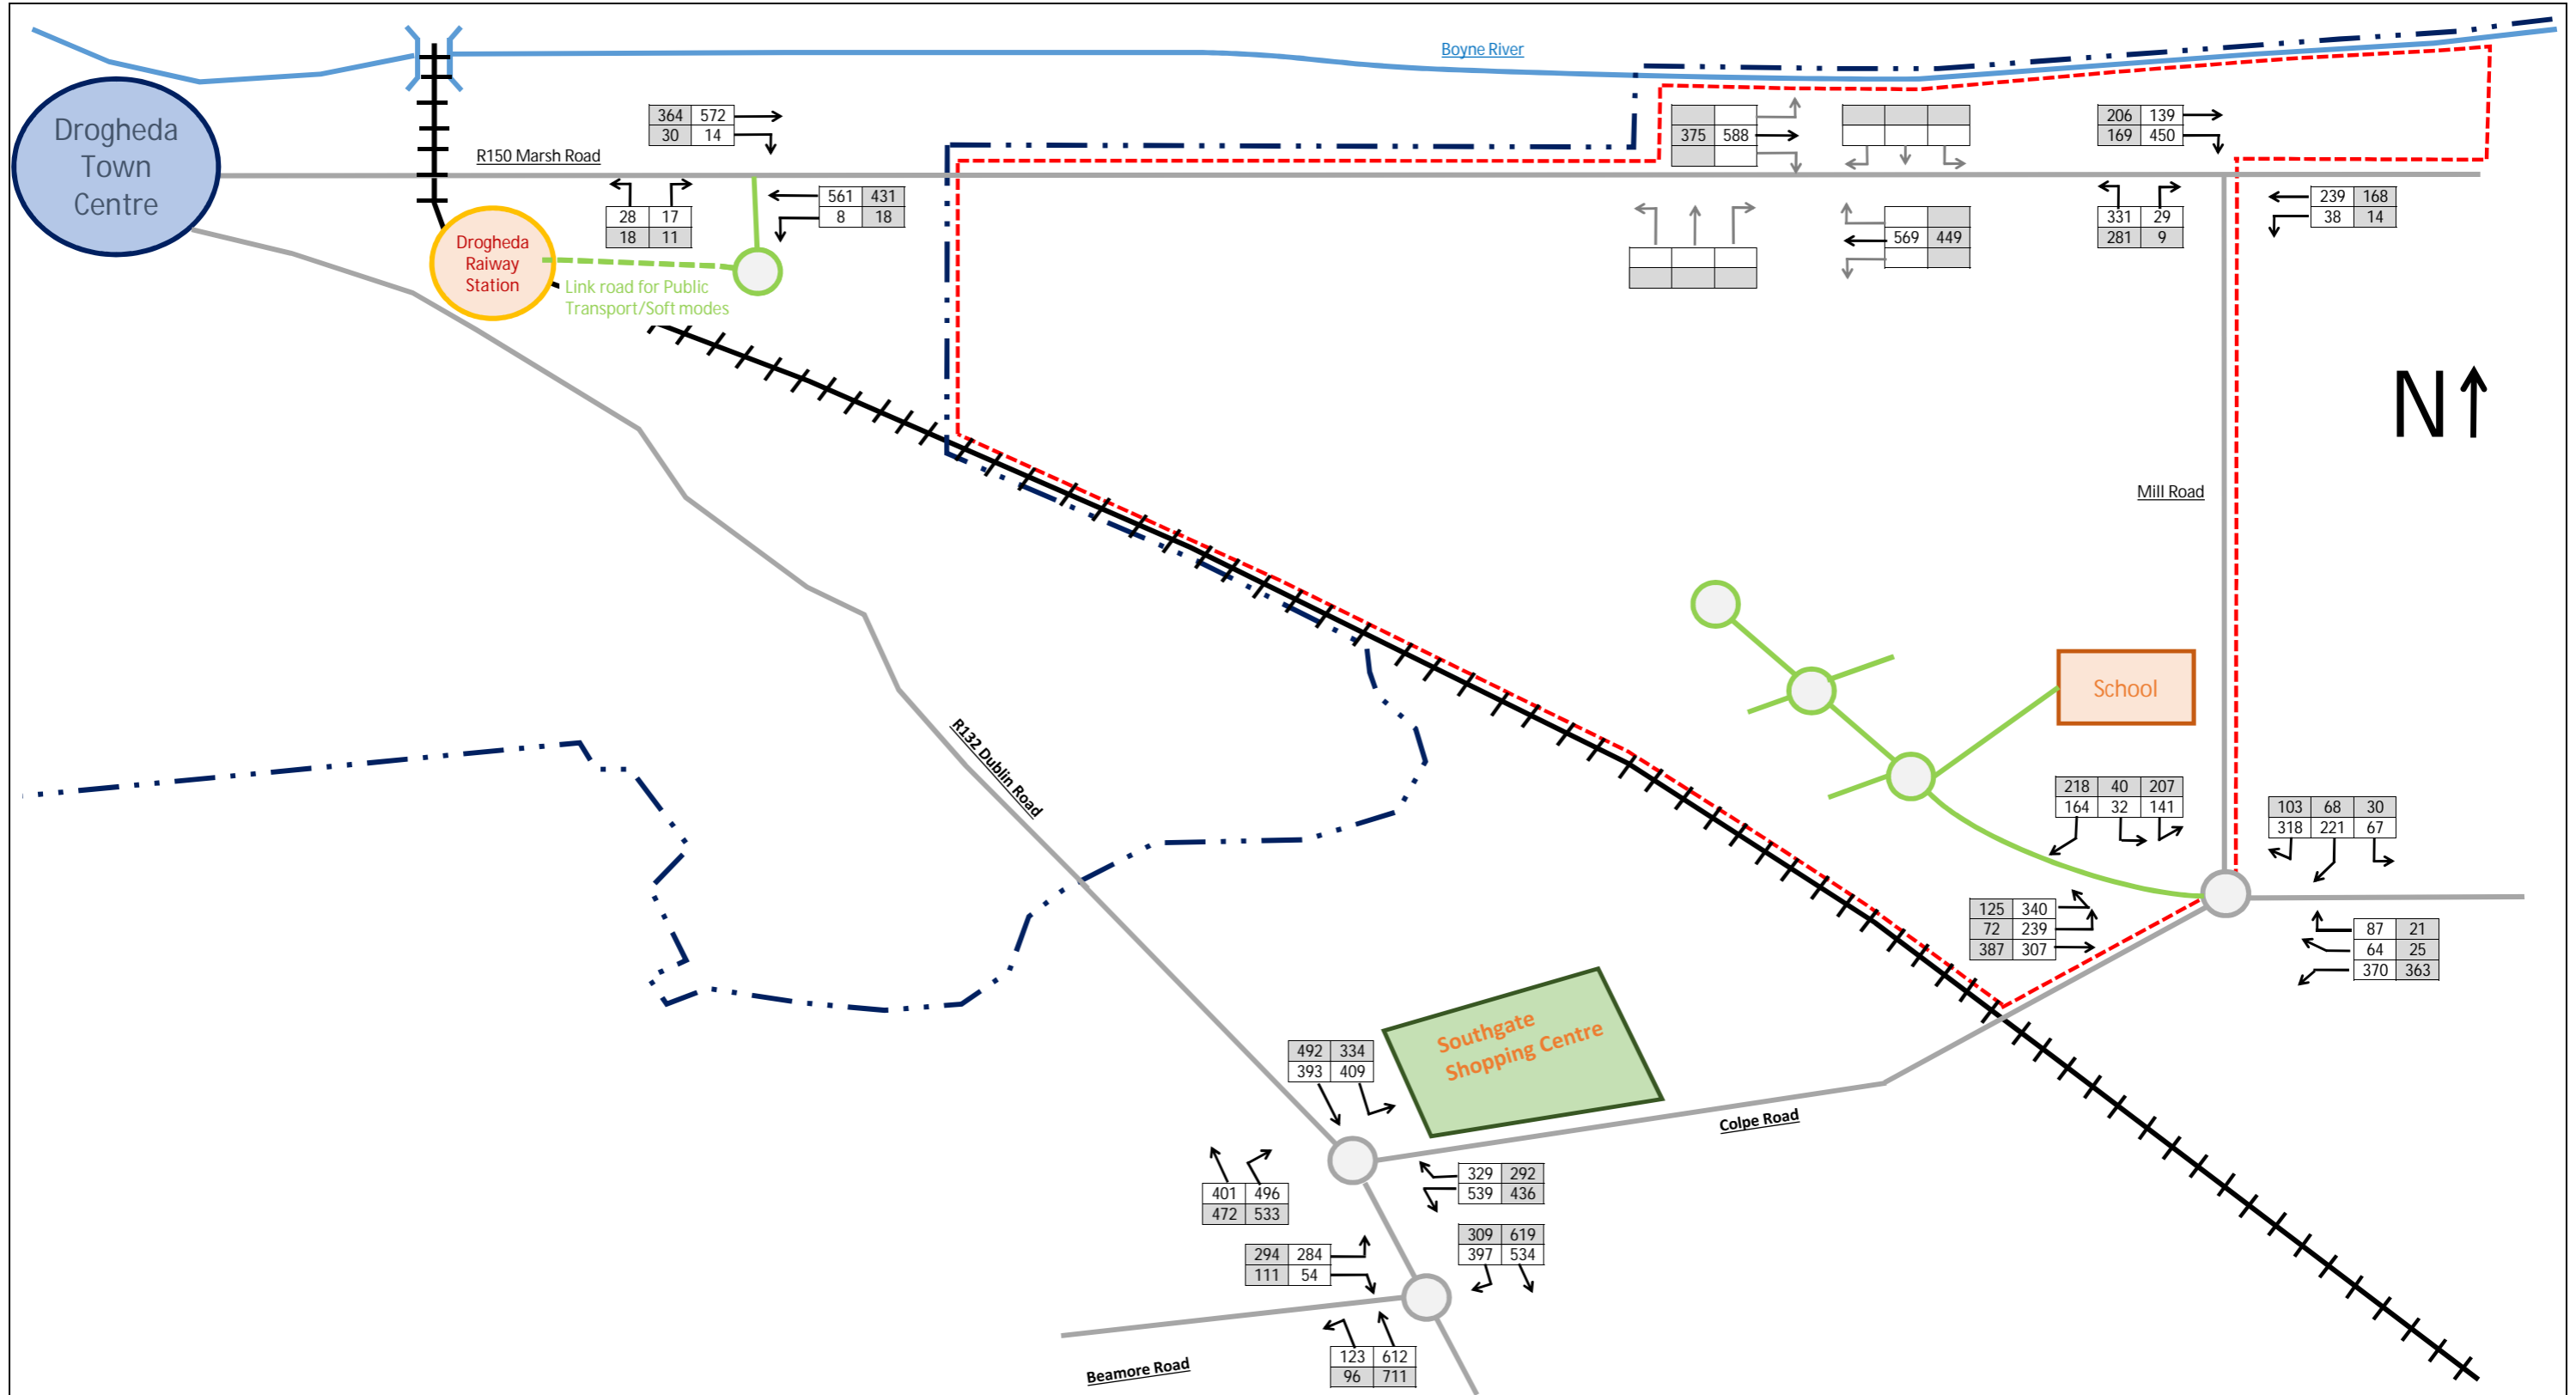 Boyne River
Drogheda
Town
Centre
364 572
30 14
R150 Marsh Road
375 588
206 139
169 450
28 17
18 11
561 431
8 18
569 449
331 29
281 9
239 168
38 14
Drogheda
Raiway
Station
Link road for Public
Transport/Soft modes
N
Mill Road
School
R132 Dublin Road
218 40 207
164 32 141
103 68 30
318 221 67
125 340
72 239
387 307
87 21
64 25
370 363
Southgate
Shopping Centre
492 334
393 409
Colpe Road
401 496
472 533
329 292
539 436
309 619
397 534
294 284
111 54
123 612
96 711
Beamore Road